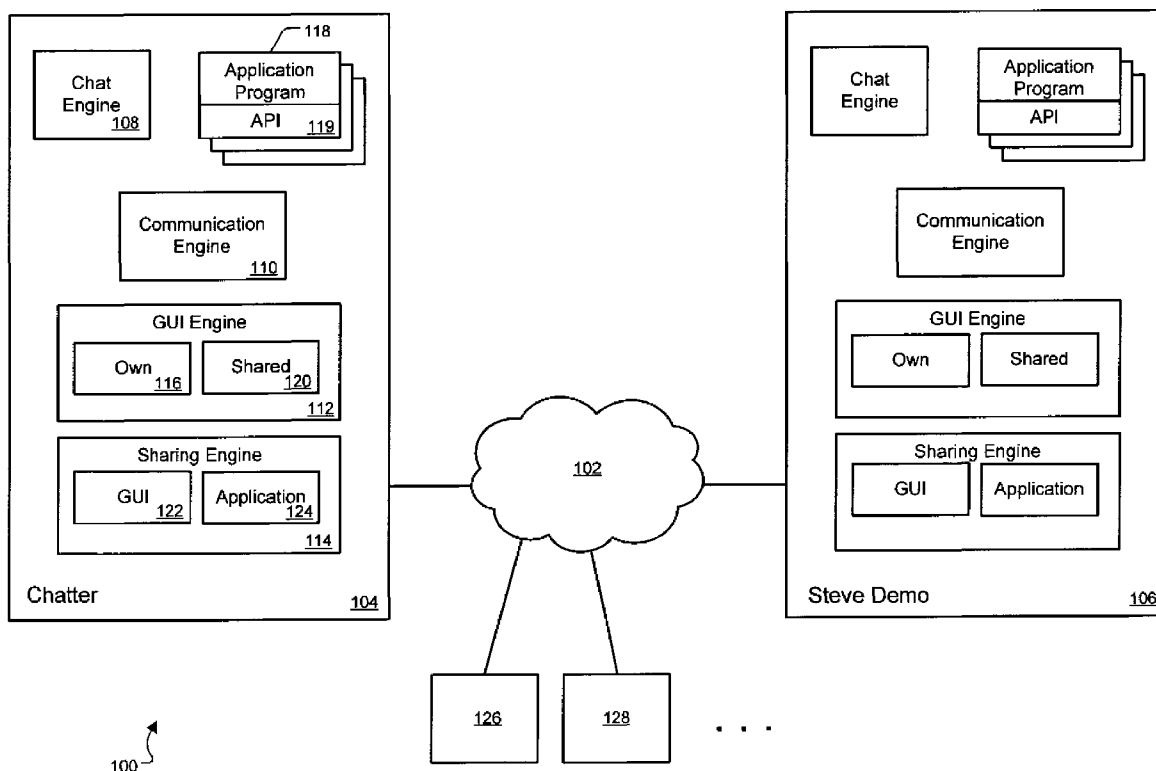 118
Chat
Engine
108
Application
Program
API
119
Communication
Engine
110
GUI Engine
Own
116
Shared
120
112
Sharing Engine
GUI
122
Application
124
114
Chatter
104
102
126
128
. . .
100
Chat
Engine
Application
Program
API
Communication
Engine
GUI Engine
Own
Shared
Sharing Engine
GUI
Application
Steve Demo
106